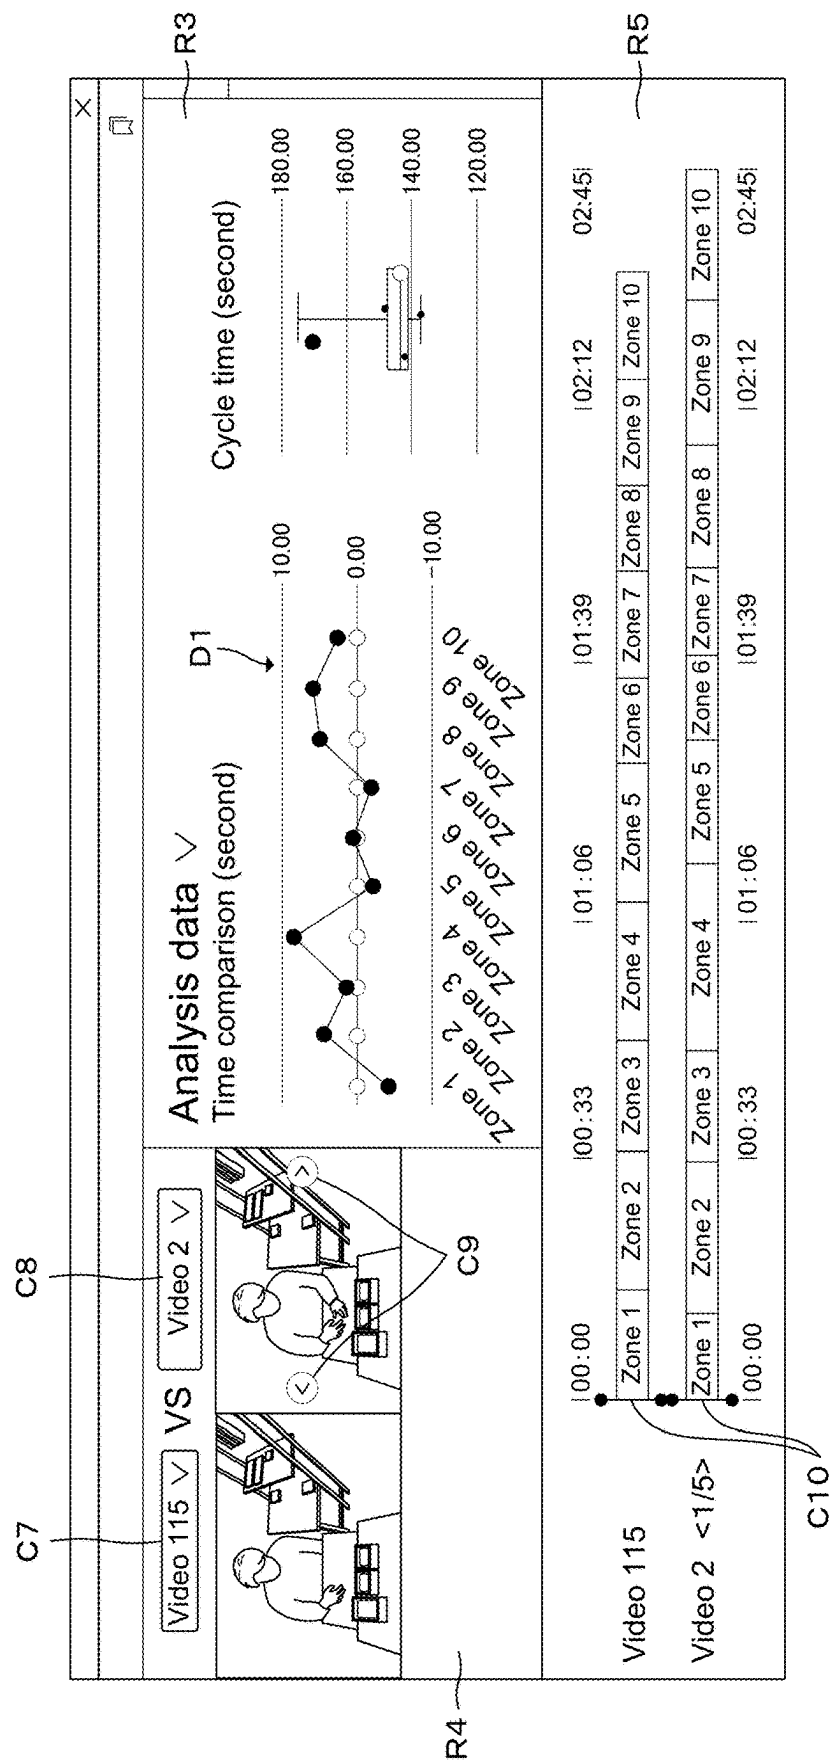 C7
C8
R3
Video 115 ∨ VS Video 2 ∨
Analysis data ∨
Time comparison (second)
D1
10.00
0.00
-10.00
Zone 1
Zone 2
Zone 3
Zone 4
Zone 5
Zone 6
Zone 7
Zone 8
Zone 9
Zone 10
Cycle time (second)
180.00
160.00
140.00
120.00
C9
R4
|00:00 |00:33 |01:06 |01:39 |02:12 02:45|
Video 115 Zone 1 Zone 2 Zone 3 Zone 4 Zone 5 Zone 6 Zone 7 Zone 8 Zone 9 Zone 10
Video 2 <1/5> Zone 1 Zone 2 Zone 3 Zone 4 Zone 5 Zone 6 Zone 7 Zone 8 Zone 9 Zone 10
|00:00 |00:33 |01:06 |01:39 |02:12 02:45|
R5
C10